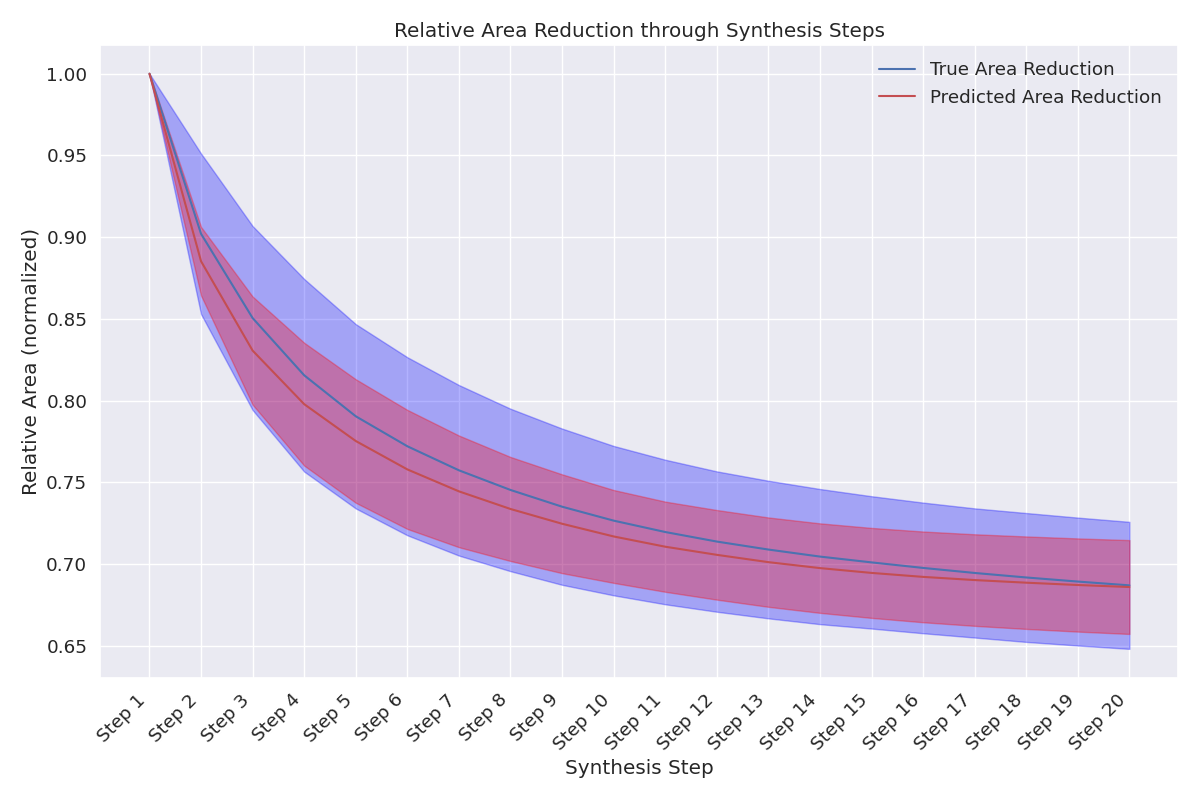 Relative Area Reduction through Synthesis Steps
True Area Reduction
Predicted Area Reduction
Relative Area (normalized)
1.00
0.95
0.90
0.85
0.80
0.75
0.70
0.65
Step 1
Step 2
Step 3
Step 4
Step 5
Step 6
Step 7
Step 8
Step 9
Step 10
Step 11
Step 12
Step 13
Step 14
Step 15
Step 16
Step 17
Step 18
Step 19
Step 20
Synthesis Step